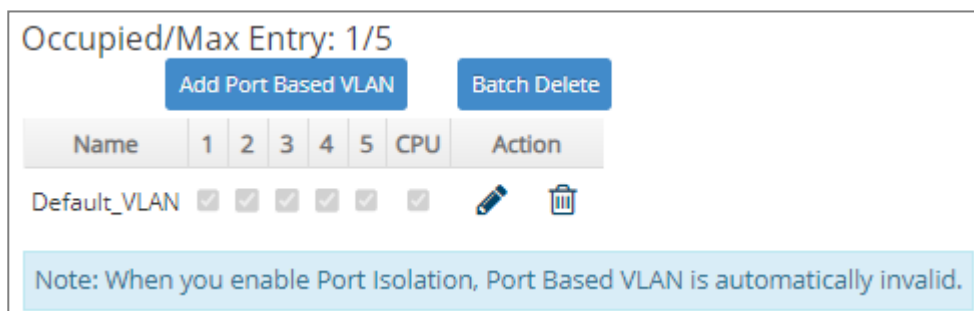 Occupied/Max Entry: 1/5
Add Port Based VLAN Batch Delete
Name 1 2 3 4 5 CPU Action
Default_VLAN
Note: When you enable Port Isolation, Port Based VLAN is automatically invalid.